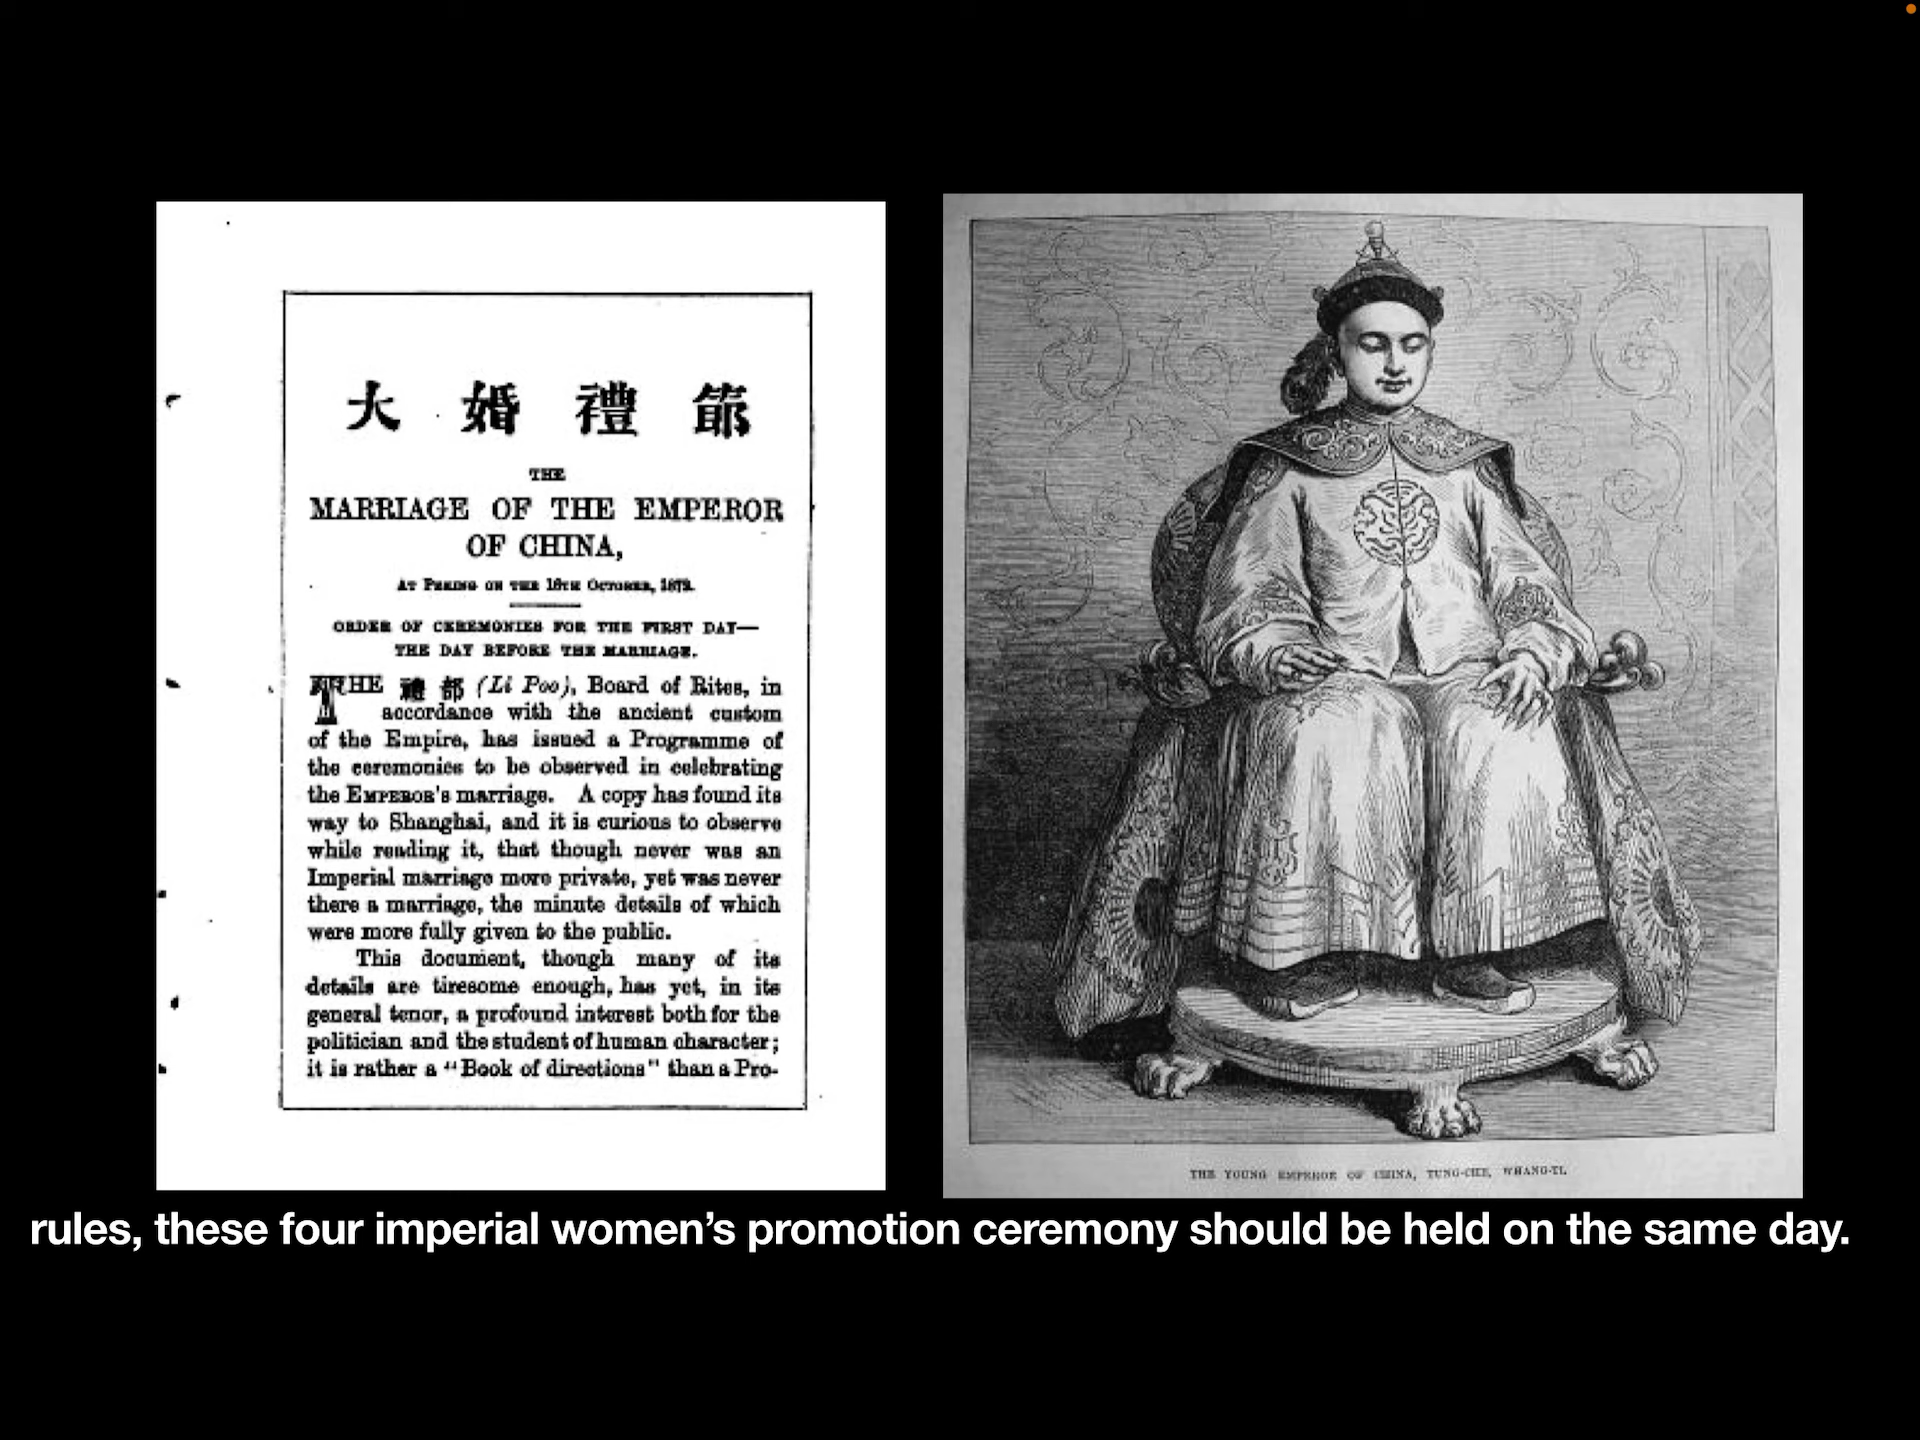 大婚禮節
THE
MARRIAGE OF THE EMPEROR
OF CHINA,
AT PEKING ON THE 16TH OCTOBER, 1872.
ORDER OF CEREMONIES FOR THE FIRST DAY—
THE DAY BEFORE THE MARRIAGE.
THE 禮部 (Li Poo), Board of Rites, in
accordance with the ancient custom
of the Empire, has issued a Programme of
the ceremonies to be observed in celebrating
the EMPEROR'S marriage. A copy has found its
way to Shanghai, and it is curious to observe
while reading it, that though never was an
Imperial marriage more private, yet was never
there a marriage, the minute details of which
were more fully given to the public.
This document, though many of its
details are tiresome enough, has yet, in its
general tenor, a profound interest both for the
politician and the student of human character;
it is rather a "Book of directions" than a Pro-
THE YOUNG EMPEROR OF CHINA, TUNG-CHE, WHANG-TI.
rules, these four imperial women's promotion ceremony should be held on the same day.